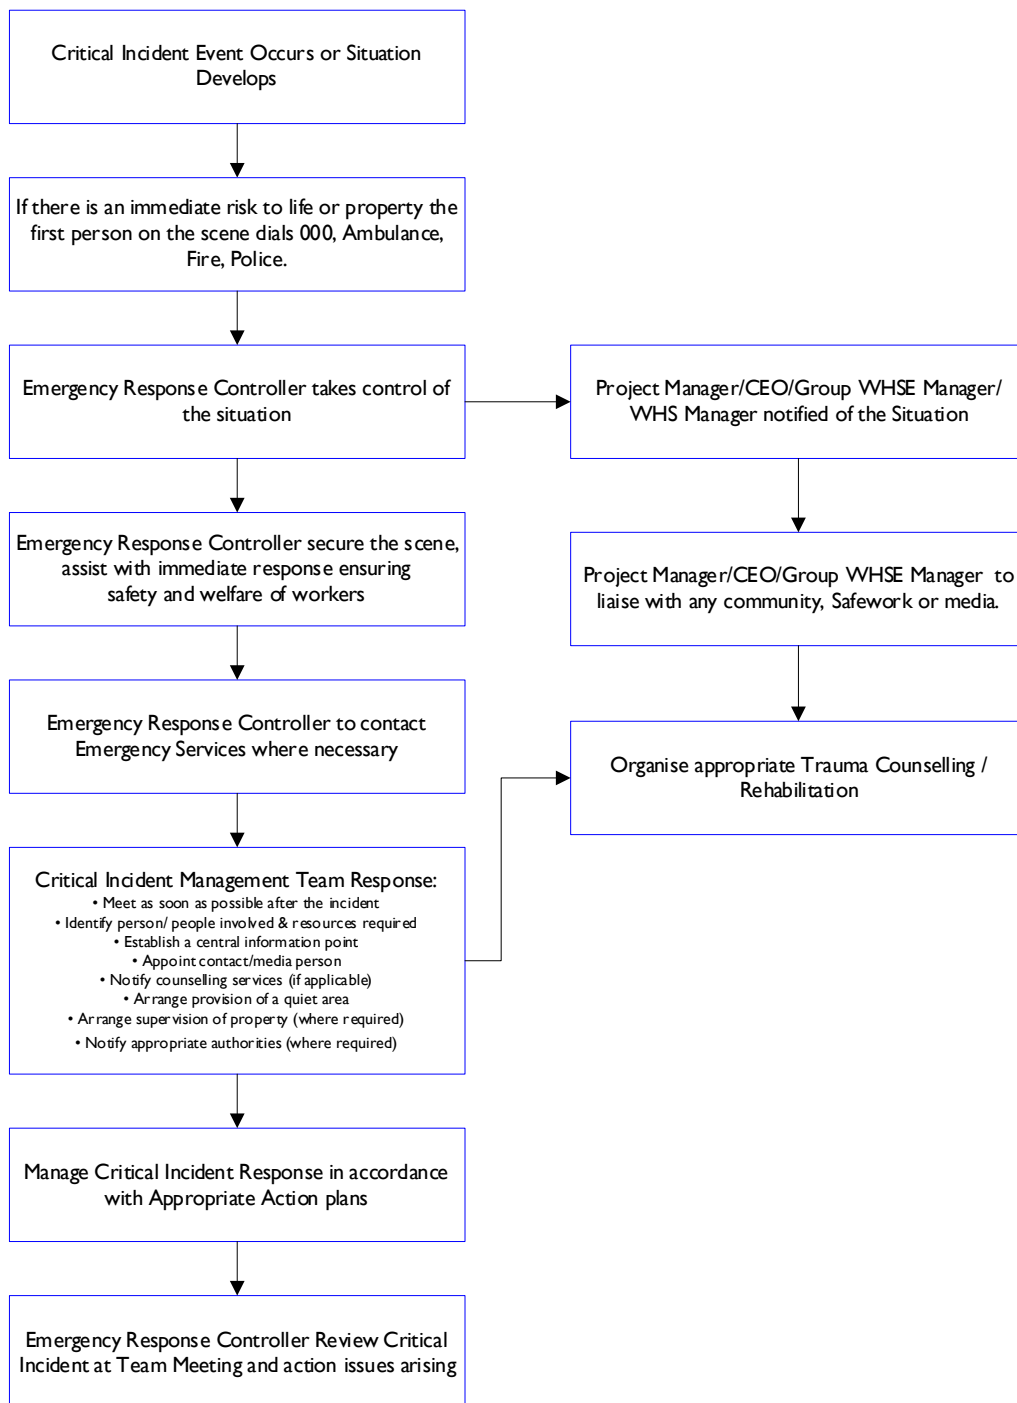 Critical Incident Event Occurs or Situation
Develops
If there is an immediate risk to life or property the
first person on the scene dials 000, Ambulance,
Fire, Police.
Emergency Response Controller takes control of
the situation
Project Manager/CEO/Group WHSE Manager/
WHS Manager notified of the Situation
Emergency Response Controller secure the scene,
assist with immediate response ensuring
safety and welfare of workers
Project Manager/CEO/Group WHSE Manager to
liaise with any community, Safework or media.
Emergency Response Controller to contact
Emergency Services where necessary
Organise appropriate Trauma Counselling /
Rehabilitation
Critical Incident Management Team Response:
• Meet as soon as possible after the incident
• Identify person/ people involved & resources required
• Establish a central information point
• Appoint contact/media person
• Notify counselling services (if applicable)
• Arrange provision of a quiet area
• Arrange supervision of property (where required)
• Notify appropriate authorities (where required)
Manage Critical Incident Response in accordance
with Appropriate Action plans
Emergency Response Controller Review Critical
Incident at Team Meeting and action issues arising